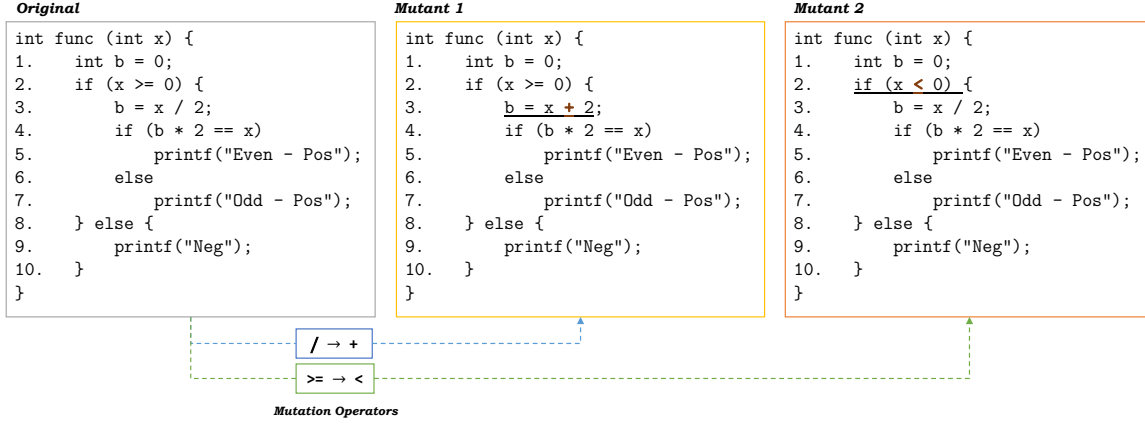 Original
int func (int x) {
1. int b = 0;
2. if (x >= 0) {
3. b = x / 2;
4. if (b * 2 == x)
5. printf("Even - Pos");
6. else
7. printf("Odd - Pos");
8. } else {
9. printf("Neg");
10. }
}
Mutant 1
int func (int x) {
1. int b = 0;
2. if (x >= 0) {
3. b = x + 2;
4. if (b * 2 == x)
5. printf("Even - Pos");
6. else
7. printf("Odd - Pos");
8. } else {
9. printf("Neg");
10. }
}
Mutant 2
int func (int x) {
1. int b = 0;
2. if (x < 0) {
3. b = x / 2;
4. if (b * 2 == x)
5. printf("Even - Pos");
6. else
7. printf("Odd - Pos");
8. } else {
9. printf("Neg");
10. }
}
/ → +
>= → <
Mutation Operators